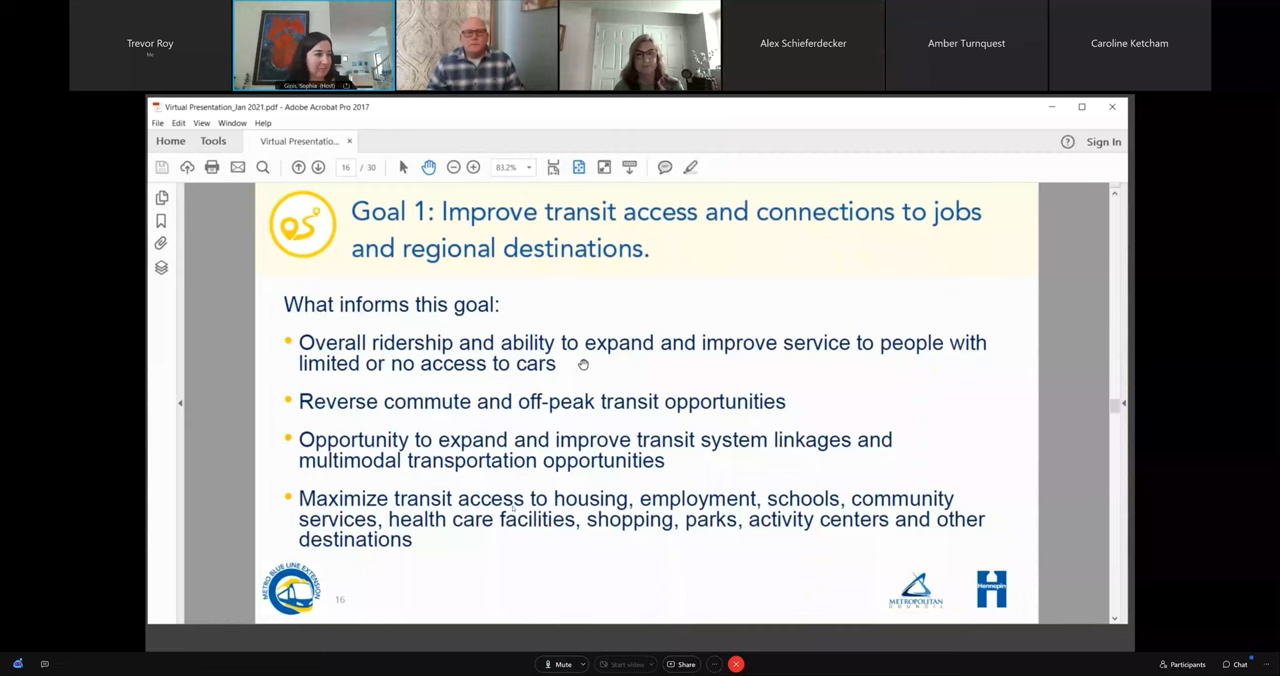 Trevor Roy
Me
Ginis, Sophia (Host)
Alex Schieferdecker
Amber Turnquest
Caroline Ketcham
Virtual Presentation_Jan 2021.pdf - Adobe Acrobat Pro 2017
File Edit View Window Help
Home Tools Virtual Presentatio... × Sign In
16 / 30 83.2%
Goal 1: Improve transit access and connections to jobs
and regional destinations.
What informs this goal:
• Overall ridership and ability to expand and improve service to people with
limited or no access to cars
• Reverse commute and off-peak transit opportunities
• Opportunity to expand and improve transit system linkages and
multimodal transportation opportunities
• Maximize transit access to housing, employment, schools, community
services, health care facilities, shopping, parks, activity centers and other
destinations
METRO BLUE LINE EXTENSION
16
METROPOLITAN
COUNCIL
Hennepin
Mute Start video Share Participants Chat